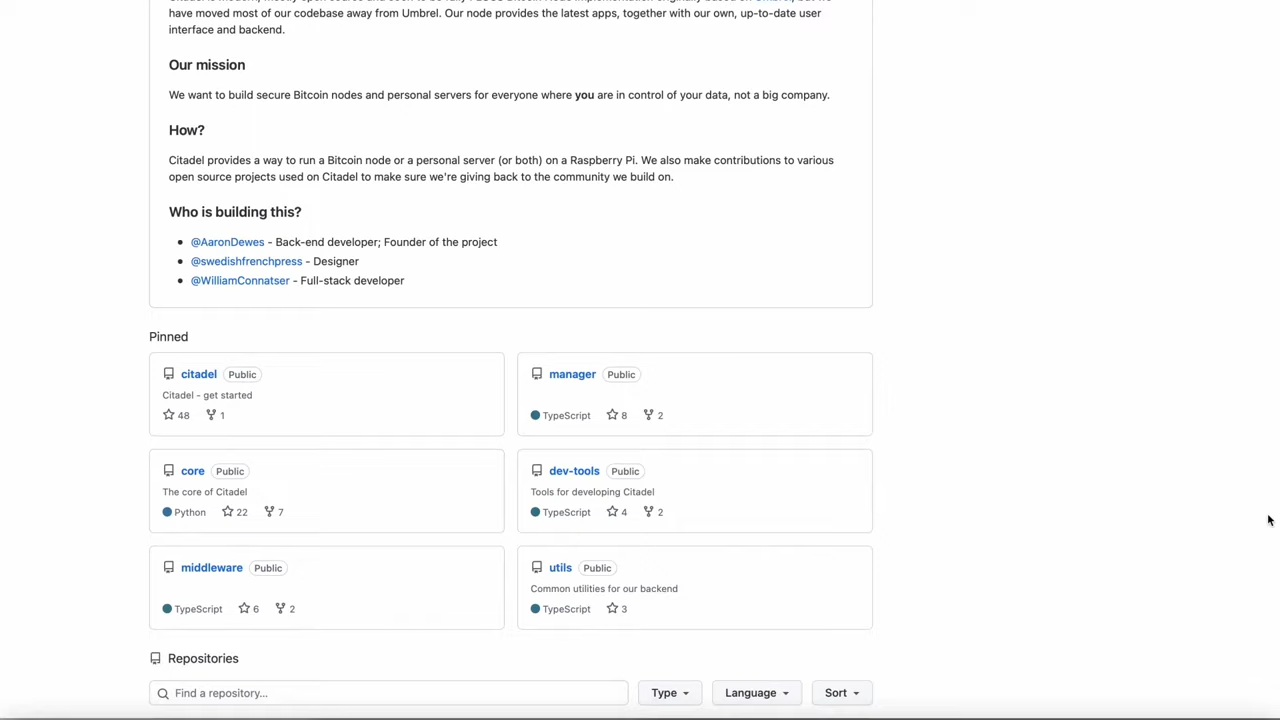 have moved most of our codebase away from Umbrel. Our node provides the latest apps, together with our own, up-to-date user
interface and backend.
Our mission
We want to build secure Bitcoin nodes and personal servers for everyone where you are in control of your data, not a big company.
How?
Citadel provides a way to run a Bitcoin node or a personal server (or both) on a Raspberry Pi. We also make contributions to various
open source projects used on Citadel to make sure we're giving back to the community we build on.
Who is building this?
@AaronDewes - Back-end developer; Founder of the project
@swedishfrenchpress - Designer
@WilliamConnatser - Full-stack developer
Pinned
citadel Public
Citadel - get started
48 1
manager Public
TypeScript 8 2
core Public
The core of Citadel
Python 22 7
dev-tools Public
Tools for developing Citadel
TypeScript 4 2
middleware Public
TypeScript 6 2
utils Public
Common utilities for our backend
TypeScript 3
Repositories
Find a repository... Type Language Sort